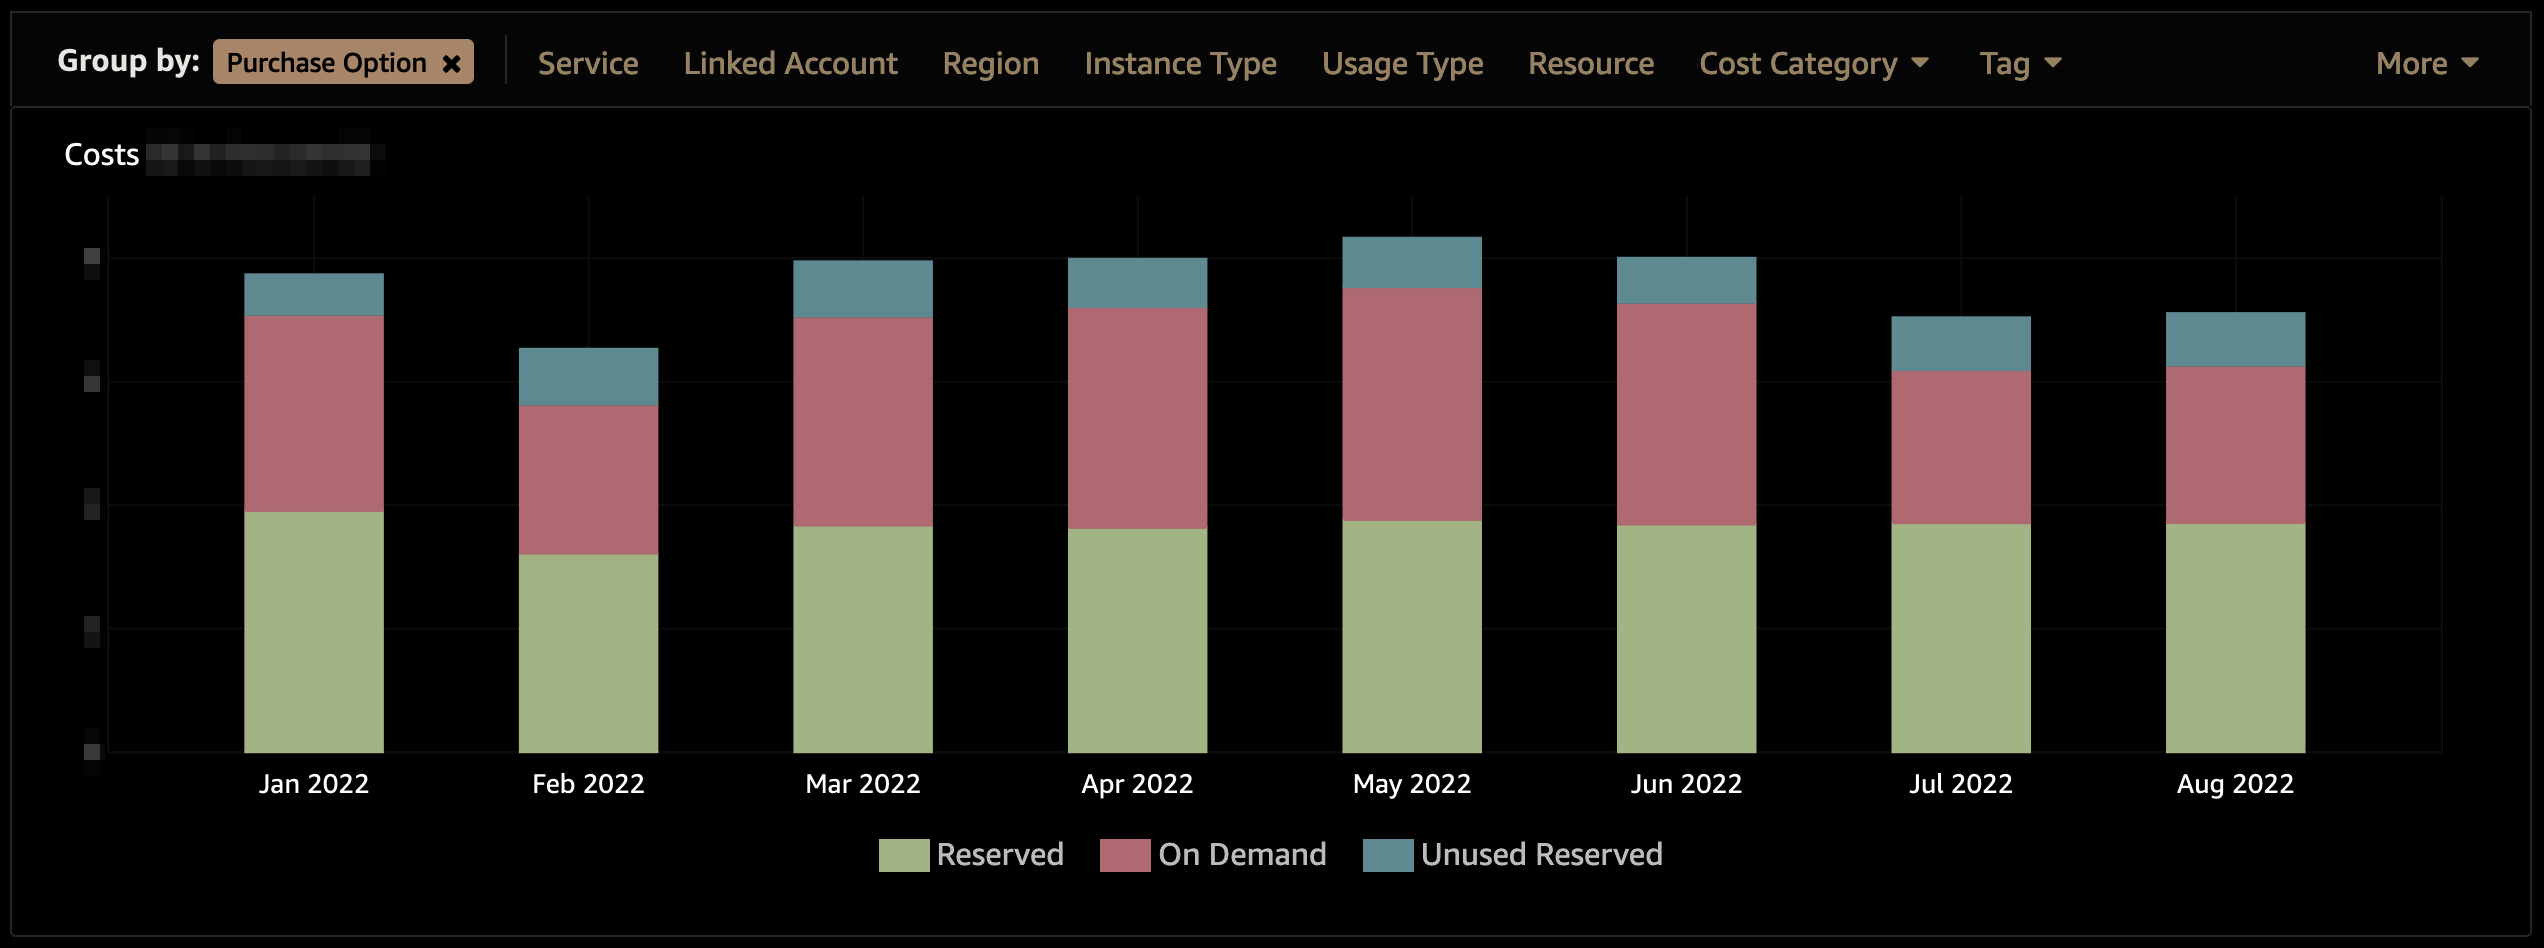 Group by: Purchase Option ✖ Service Linked Account Region Instance Type Usage Type Resource Cost Category Tag More
Costs
Jan 2022 Feb 2022 Mar 2022 Apr 2022 May 2022 Jun 2022 Jul 2022 Aug 2022
Reserved On Demand Unused Reserved